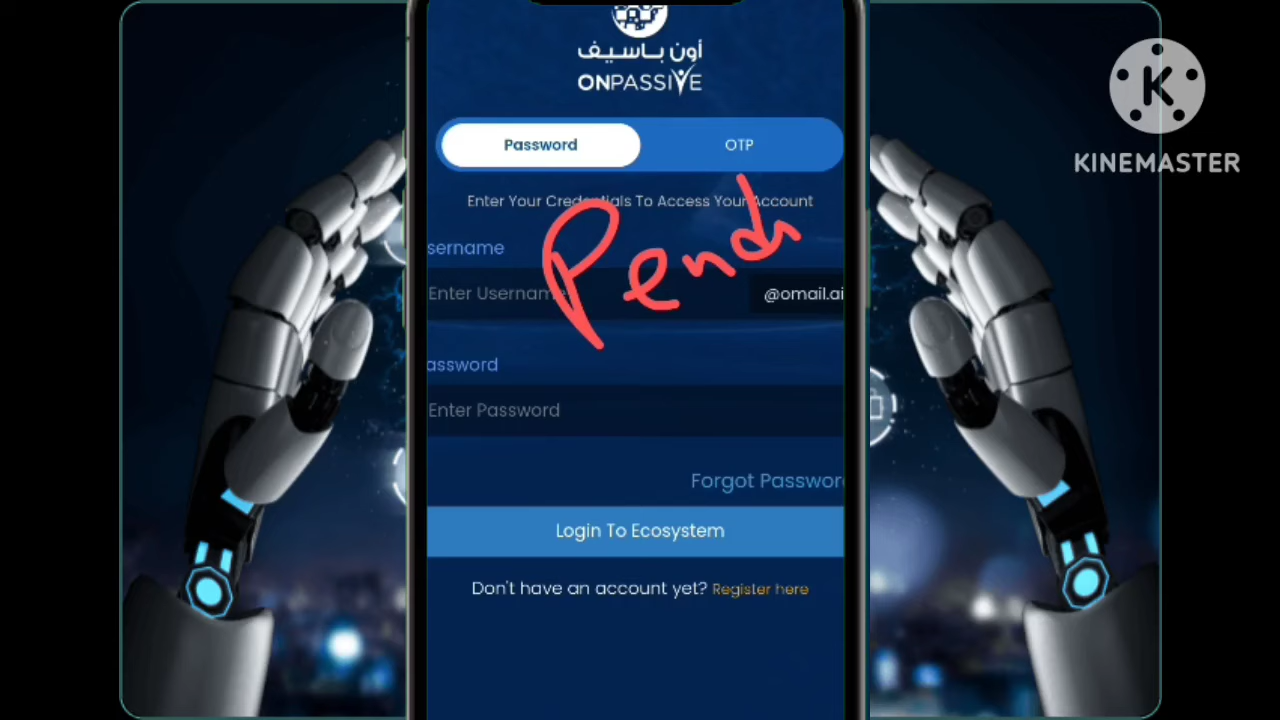 أون باسيف
ONPASSIVE
Password
OTP
Enter Your Credentials To Access Your Account
sername
Enter Username
@omail.ai
assword
Enter Password
Forgot Password
Login To Ecosystem
Don't have an account yet? Register here
Pend
K
KINEMASTER